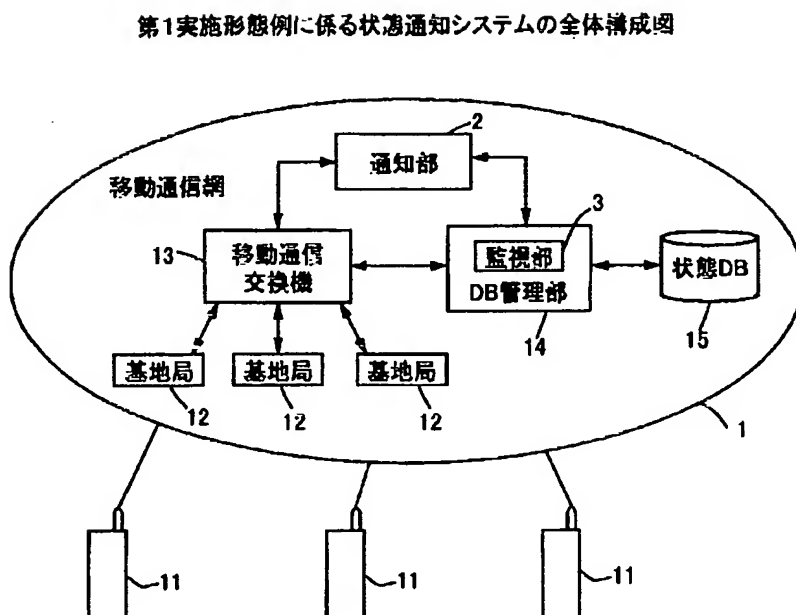 第1実施形態例に係る状態通知システムの全体構成図
2
通知部
移動通信網
3
13
移動通信
交換機
監視部
DB管理部
状態DB
14
15
基地局
基地局
基地局
12
12
12
1
11
11
11